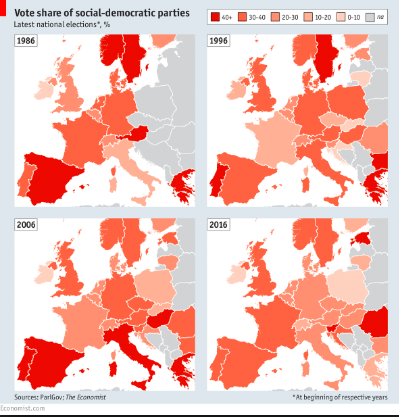 Vote share of social-democratic parties
Latest national elections*, %
40+ 30-40 20-30 10-20 0-10 na
1986 1996
2006 2016
Sources: ParlGov; The Economist *At beginning of respective years
Economist.com